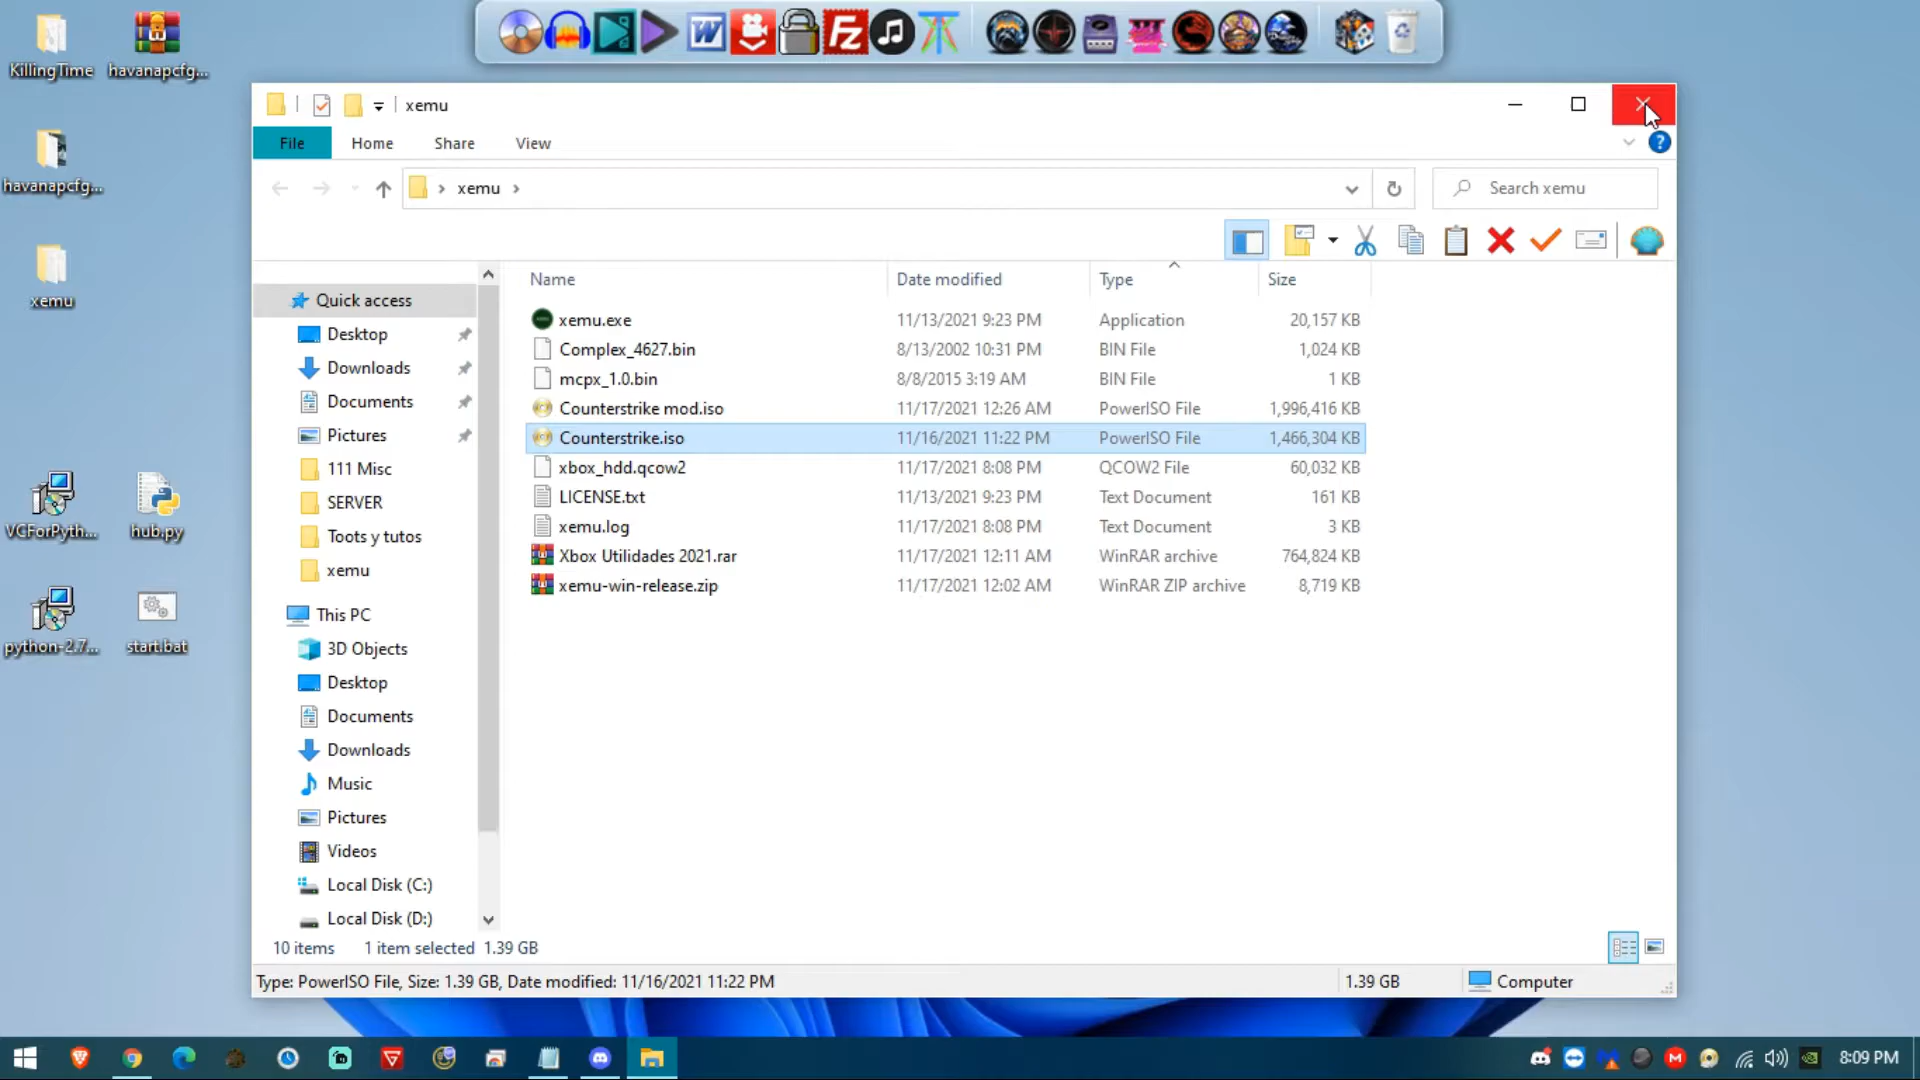 KillingTime
havanapcfg...
havanapcfg...
xemu
VCForPyth...
hub.py
python-2.7...
start.bat
xemu
File
Home
Share
View
xemu
Search xemu
Name
Date modified
Type
Size
Quick access
Desktop
Downloads
Documents
Pictures
111 Misc
SERVER
Toots y tutos
xemu
This PC
3D Objects
Desktop
Documents
Downloads
Music
Pictures
Videos
Local Disk (C:)
Local Disk (D:)
xemu.exe 11/13/2021 9:23 PM Application 20,157 KB
Complex_4627.bin 8/13/2002 10:31 PM BIN File 1,024 KB
mcpx_1.0.bin 8/8/2015 3:19 AM BIN File 1 KB
Counterstrike mod.iso 11/17/2021 12:26 AM PowerISO File 1,996,416 KB
Counterstrike.iso 11/16/2021 11:22 PM PowerISO File 1,466,304 KB
xbox_hdd.qcow2 11/17/2021 8:08 PM QCOW2 File 60,032 KB
LICENSE.txt 11/13/2021 9:23 PM Text Document 161 KB
xemu.log 11/17/2021 8:08 PM Text Document 3 KB
Xbox Utilidades 2021.rar 11/17/2021 12:11 AM WinRAR archive 764,824 KB
xemu-win-release.zip 11/17/2021 12:02 AM WinRAR ZIP archive 8,719 KB
10 items 1 item selected 1.39 GB
Type: PowerISO File, Size: 1.39 GB, Date modified: 11/16/2021 11:22 PM
1.39 GB
Computer
8:09 PM